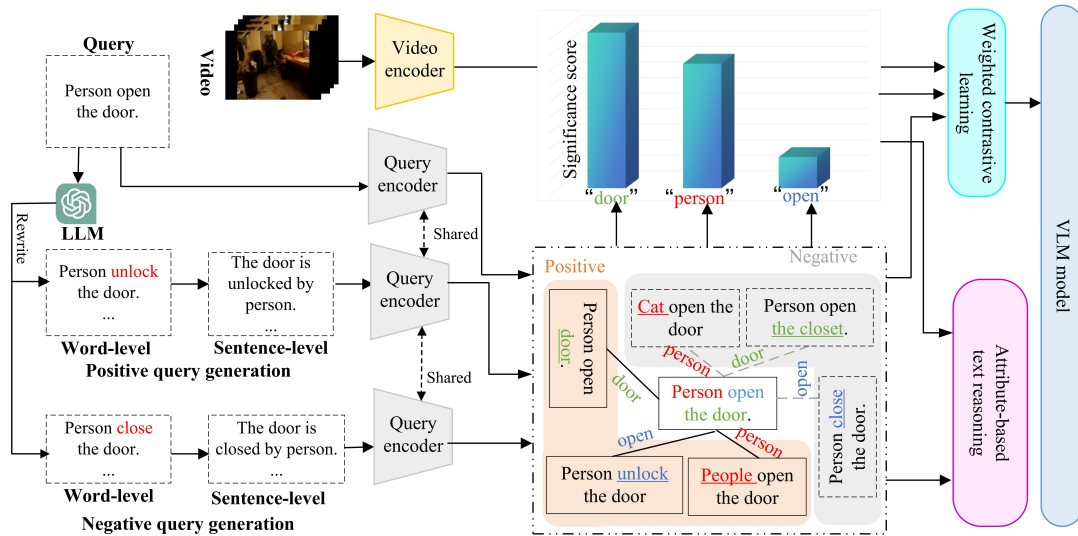 Query
Person open
the door.
LLM
Rewrite
Video
Video
encoder
Query
encoder
Shared
Query
encoder
Shared
Query
encoder
Person unlock
the door.
...
Word-level
The door is
unlocked by
person.
...
Sentence-level
Positive query generation
Person close
the door.
...
Word-level
The door is
closed by person.
...
Sentence-level
Negative query generation
Significance score
“door”
“person”
“open”
Positive
Negative
Person open
door.
Cat open the
door
Person open
the closet.
person
door
open
door
Person open
the door.
Person close
the door.
open
person
Person unlock
the door
People open
the door
Weighted contrastive
learning
Attribute-based
text reasoning
VLM model